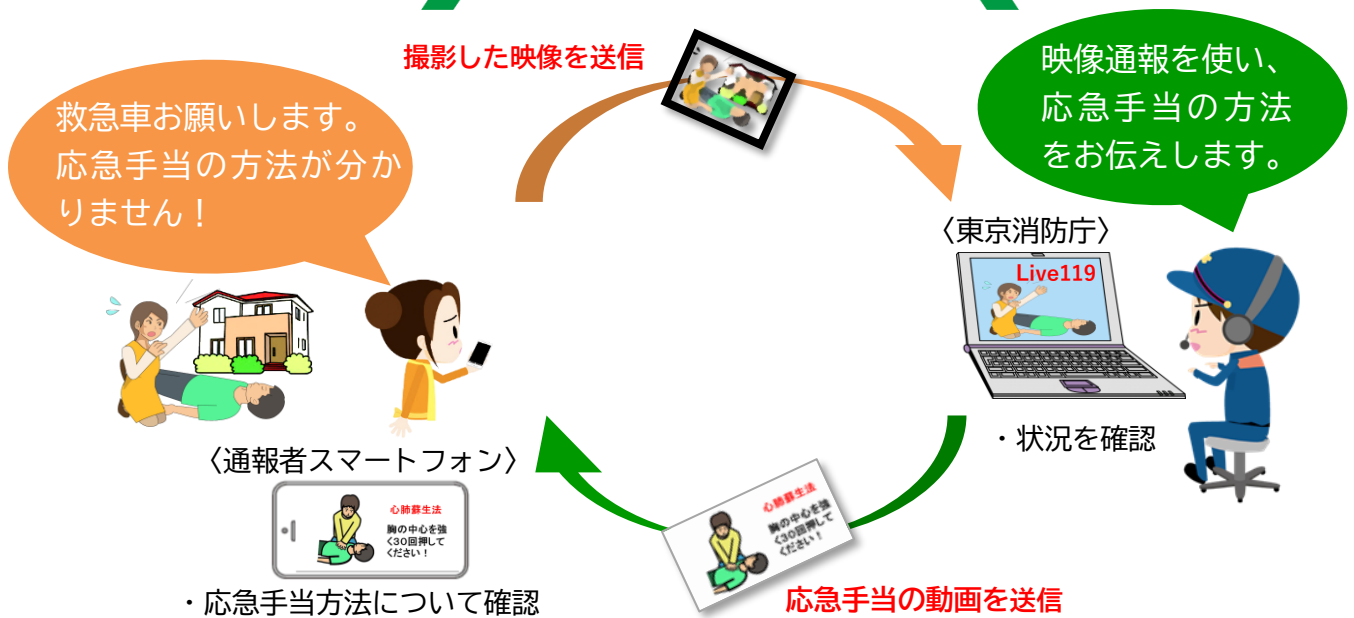 撮影した映像を送信
救急車お願いします。
応急手当の方法が分か
りません！
映像通報を使い、
応急手当の方法
をお伝えします。
〈東京消防庁〉
Live119
・状況を確認
〈通報者スマートフォン〉
心肺蘇生法
胸の中心を強
く30回押して
ください！
・応急手当方法について確認
心肺蘇生法
胸の中心を強
く30回押して
ください！
応急手当の動画を送信